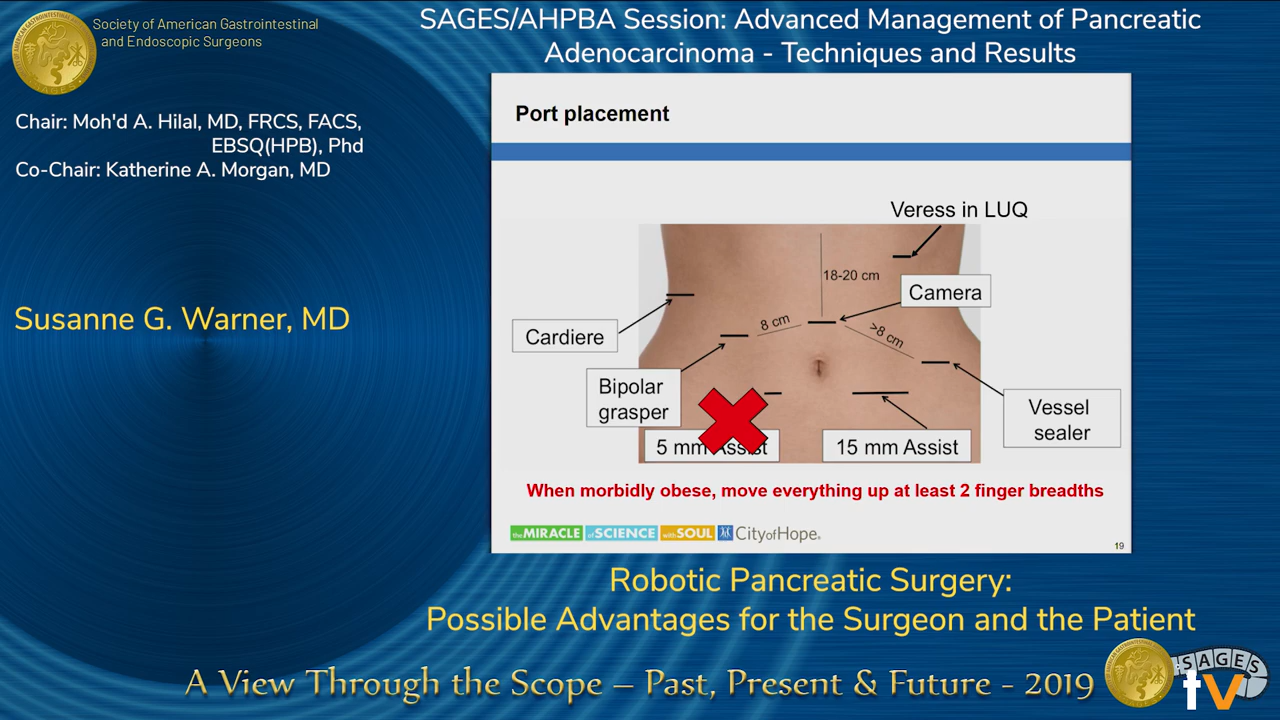 Society of American Gastrointestinal
and Endoscopic Surgeons
SAGES/AHPBA Session: Advanced Management of Pancreatic
Adenocarcinoma - Techniques and Results
Chair: Moh'd A. Hilal, MD, FRCS, FACS,
EBSQ(HPB), Phd
Co-Chair: Katherine A. Morgan, MD
Susanne G. Warner, MD
Port placement
Veress in LUQ
18-20 cm
Camera
Cardiere
8 cm
>8 cm
Bipolar
grasper
Vessel
sealer
5 mm Assist
15 mm Assist
When morbidly obese, move everything up at least 2 finger breadths
the MIRACLE of SCIENCE with SOUL CityofHope.
19
Robotic Pancreatic Surgery:
Possible Advantages for the Surgeon and the Patient
A View Through the Scope – Past, Present & Future - 2019
SAGES
tv